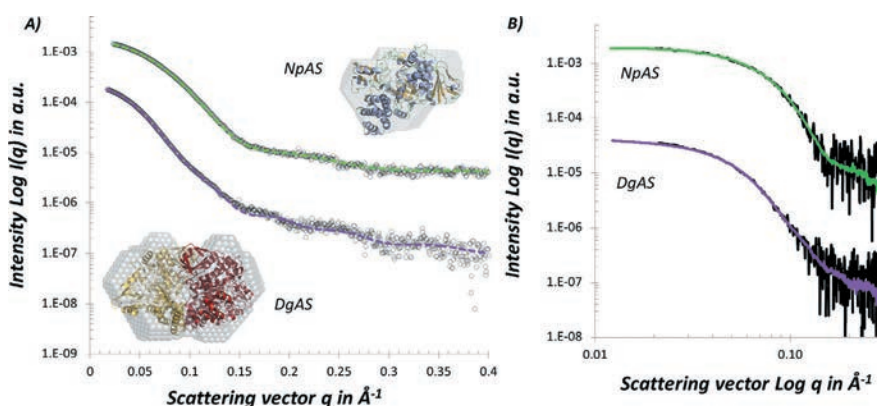 A)
Intensity Log I(q) in a.u.
1.E-03
1.E-04
1.E-05
1.E-06
1.E-07
1.E-08
1.E-09
0 0.05 0.1 0.15 0.2 0.25 0.3 0.35 0.4
Scattering vector q in Å-1
NpAS
DgAS
B)
Intensity Log I(q) in a.u.
1.E-03
1.E-04
1.E-05
1.E-06
1.E-07
1.E-08
0.01 0.10
Scattering vector Log q in Å-1
NpAS
DgAS